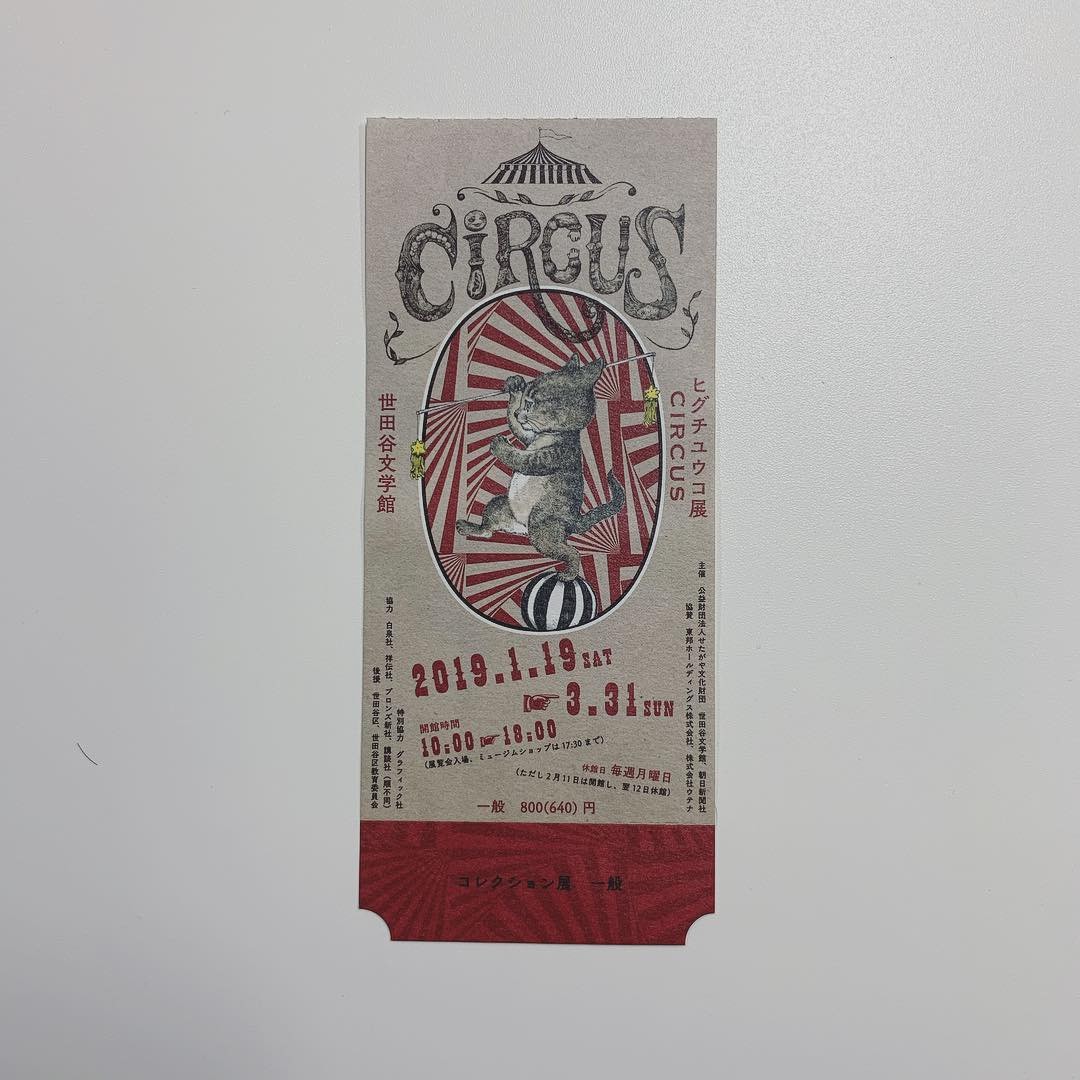 CIRCUS
ヒグチユウコ展
CIRCUS
世田谷文学館
主催 公益財団法人せたがや文化財団 世田谷文学館、朝日新聞社
協賛 東邦ホールディングス株式会社、株式会社ウテナ
特別協力 グラフィック社
協力 白泉社、祥伝社、ブロンズ新社、講談社（順不同）
後援 世田谷区、世田谷区教育委員会
2019.1.19 SAT
☞ 3.31 SUN
開館時間
10:00 ☞ 18:00
（展覧会入場、ミュージアムショップは17:30まで）
休館日 毎週月曜日
（ただし2月11日は開館し、翌12日休館）
一般 800(640) 円
コレクション展 一般